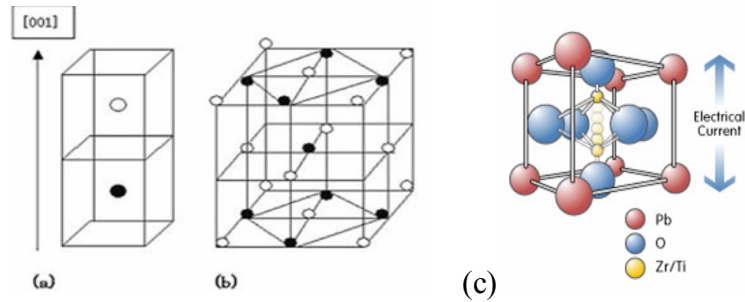 [001]
(a)
(b)
(c)
Electrical
Current
Pb
O
Zr/Ti